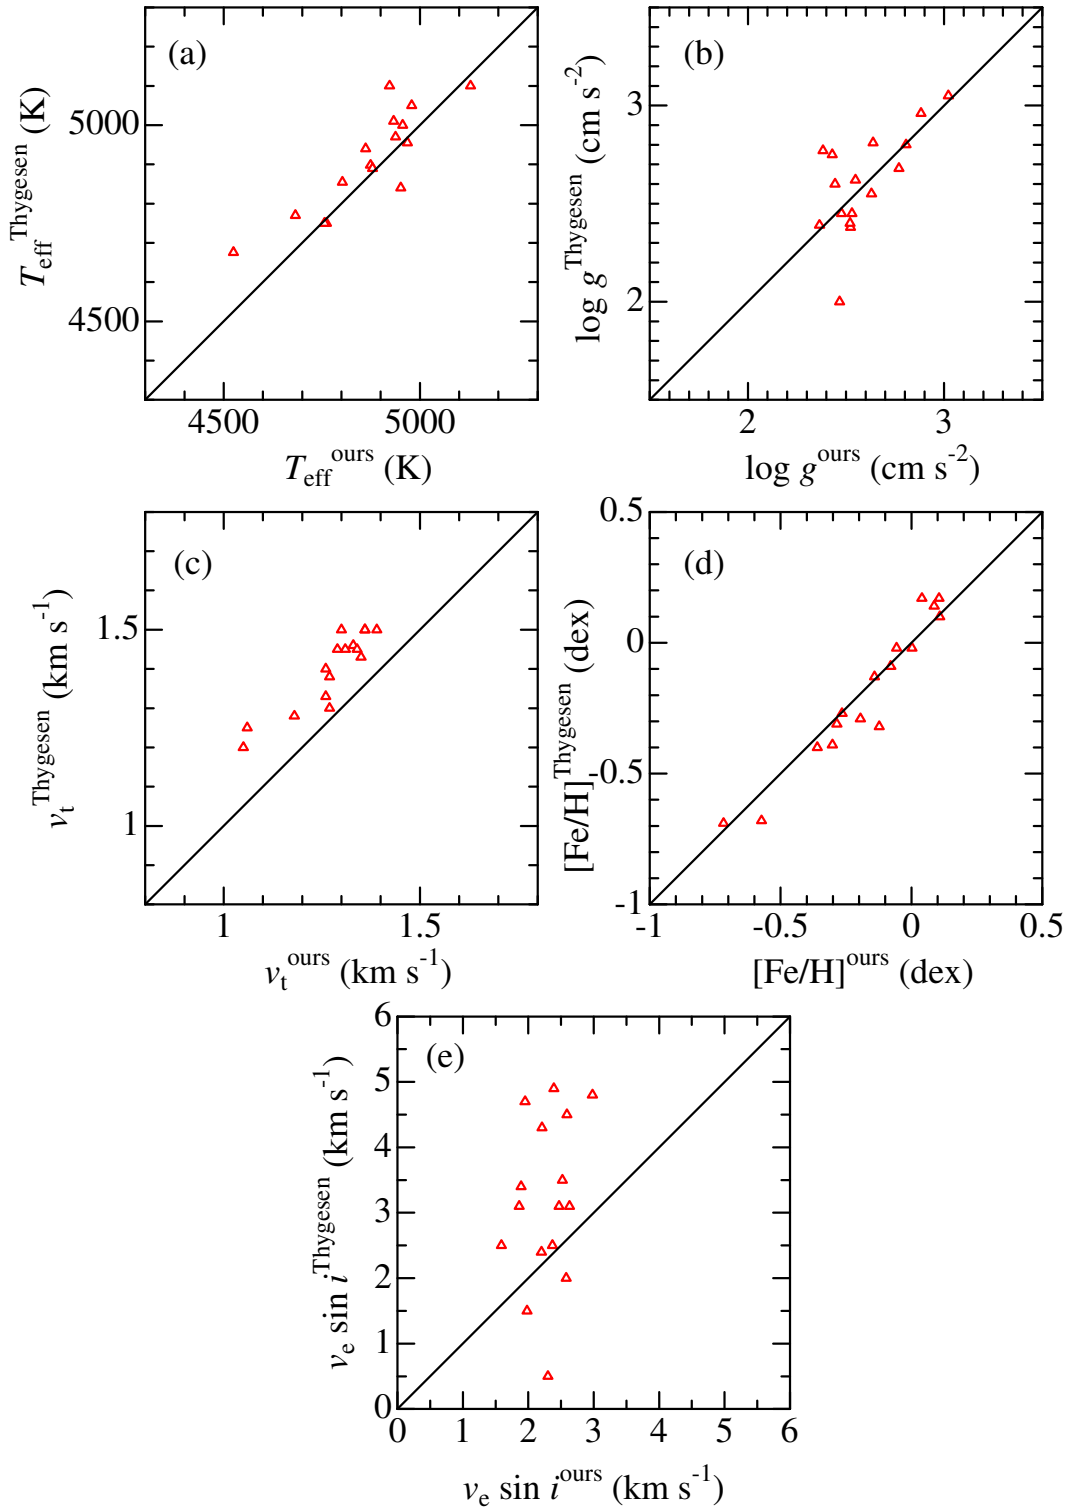 (a)
T_eff^Thygesen (K)
5000
4500
4500 5000
T_eff^ours (K)
(b)
log g^Thygesen (cm s^-2)
3
2
2 3
log g^ours (cm s^-2)
(c)
v_t^Thygesen (km s^-1)
1.5
1
1 1.5
v_t^ours (km s^-1)
(d)
[Fe/H]^Thygesen (dex)
0.5
0
-0.5
-1
-1 -0.5 0 0.5
[Fe/H]^ours (dex)
(e)
v_e sin i^Thygesen (km s^-1)
6
5
4
3
2
1
0
0 1 2 3 4 5 6
v_e sin i^ours (km s^-1)